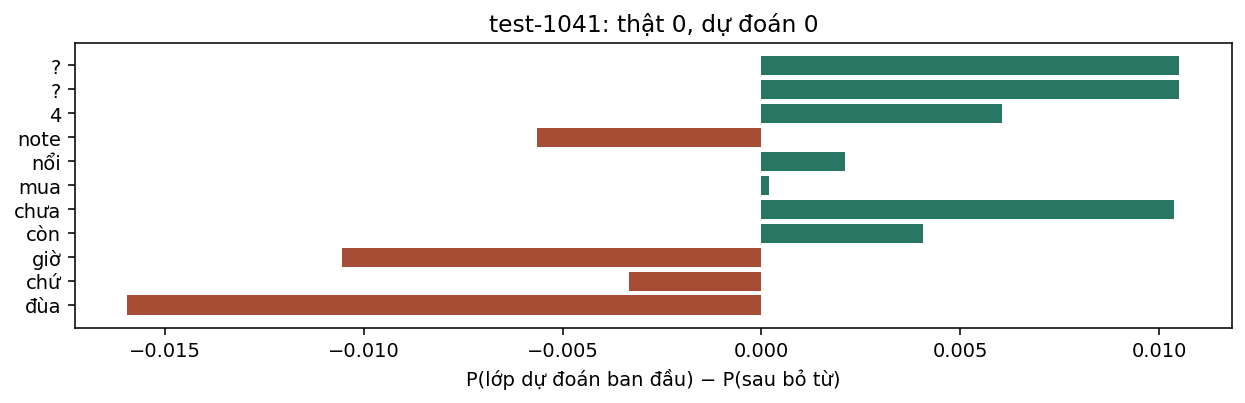 test-1041: thật 0, dự đoán 0
?
?
4
note
nổi
mua
chưa
còn
giờ
chứ
đùa
−0.015 −0.010 −0.005 0.000 0.005 0.010
P(lớp dự đoán ban đầu) − P(sau bỏ từ)